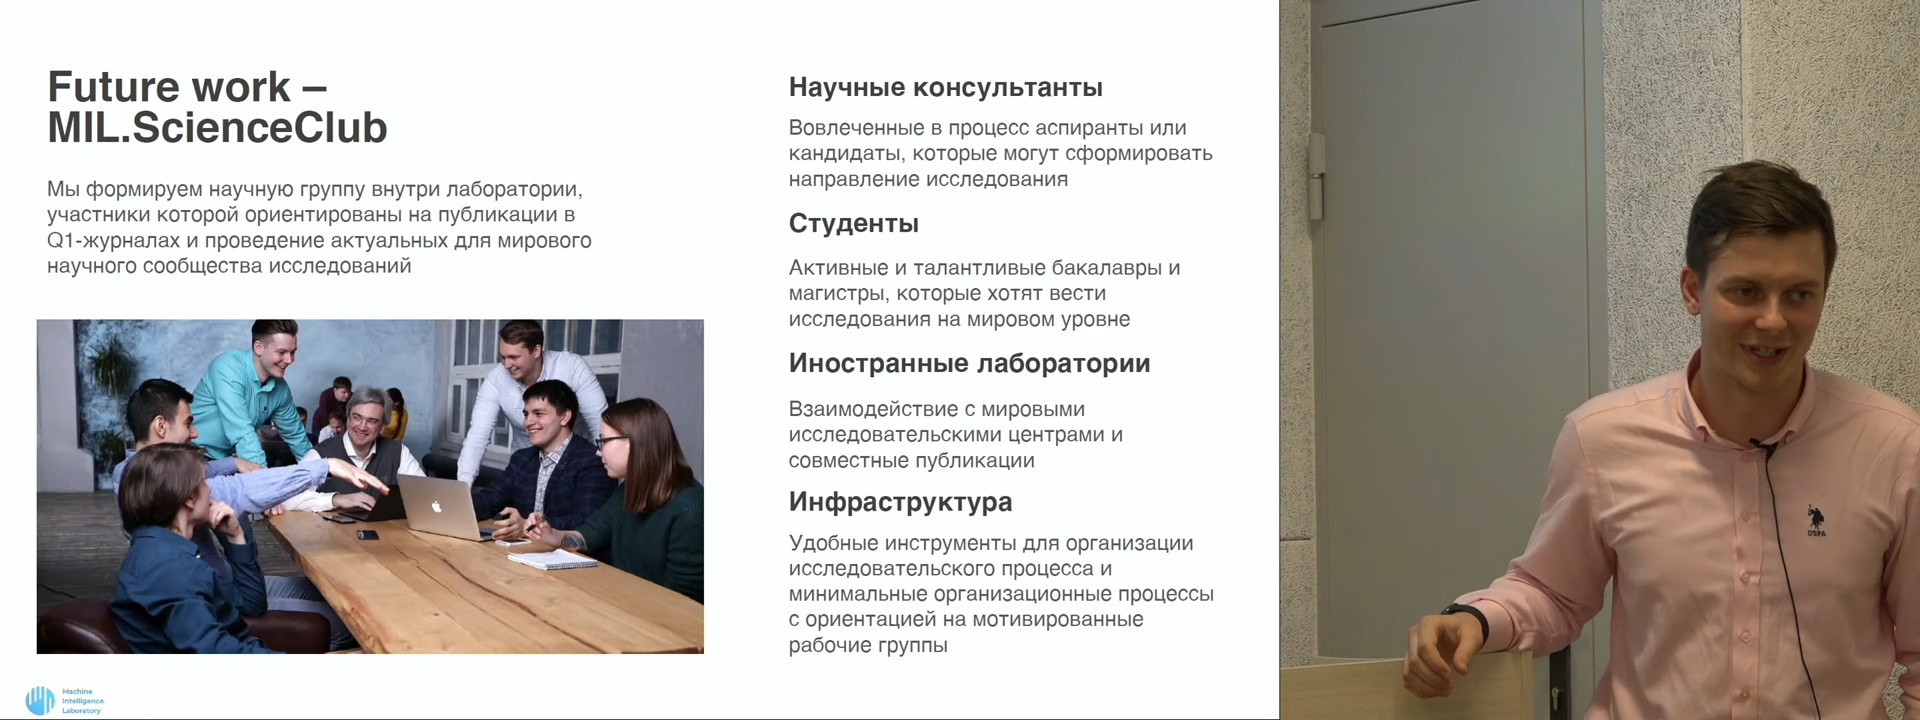 Future work –
MIL.ScienceClub
Мы формируем научную группу внутри лаборатории,
участники которой ориентированы на публикации в
Q1-журналах и проведение актуальных для мирового
научного сообщества исследований
Machine
Intelligence
Laboratory
Научные консультанты
Вовлеченные в процесс аспиранты или
кандидаты, которые могут сформировать
направление исследования
Студенты
Активные и талантливые бакалавры и
магистры, которые хотят вести
исследования на мировом уровне
Иностранные лаборатории
Взаимодействие с мировыми
исследовательскими центрами и
совместные публикации
Инфраструктура
Удобные инструменты для организации
исследовательского процесса и
минимальные организационные процессы
с ориентацией на мотивированные
рабочие группы
USPA